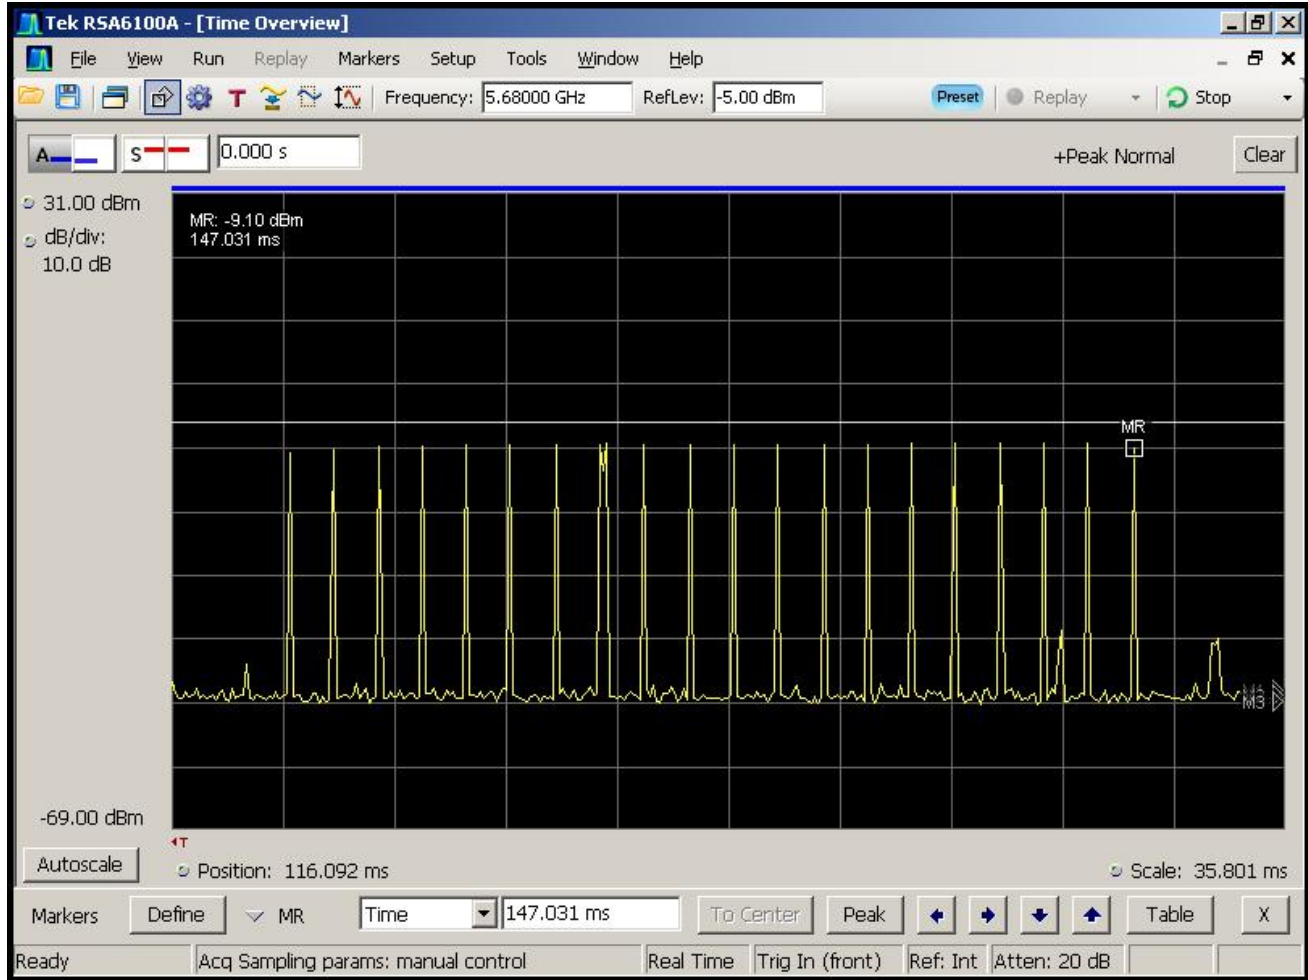 Tek RSA6100A - [Time Overview]
File View Run Replay Markers Setup Tools Window Help
T Frequency: 5.68000 GHz RefLev: -5.00 dBm Preset Replay Stop
A S 0.000 s +Peak Normal Clear
31.00 dBm
dB/div:
10.0 dB
MR: -9.10 dBm
147.031 ms
MR
M3
-69.00 dBm
T
Autoscale Position: 116.092 ms Scale: 35.801 ms
Markers Define MR Time 147.031 ms To Center Peak Table X
Ready Acq Sampling params: manual control Real Time Trig In (front) Ref: Int Atten: 20 dB